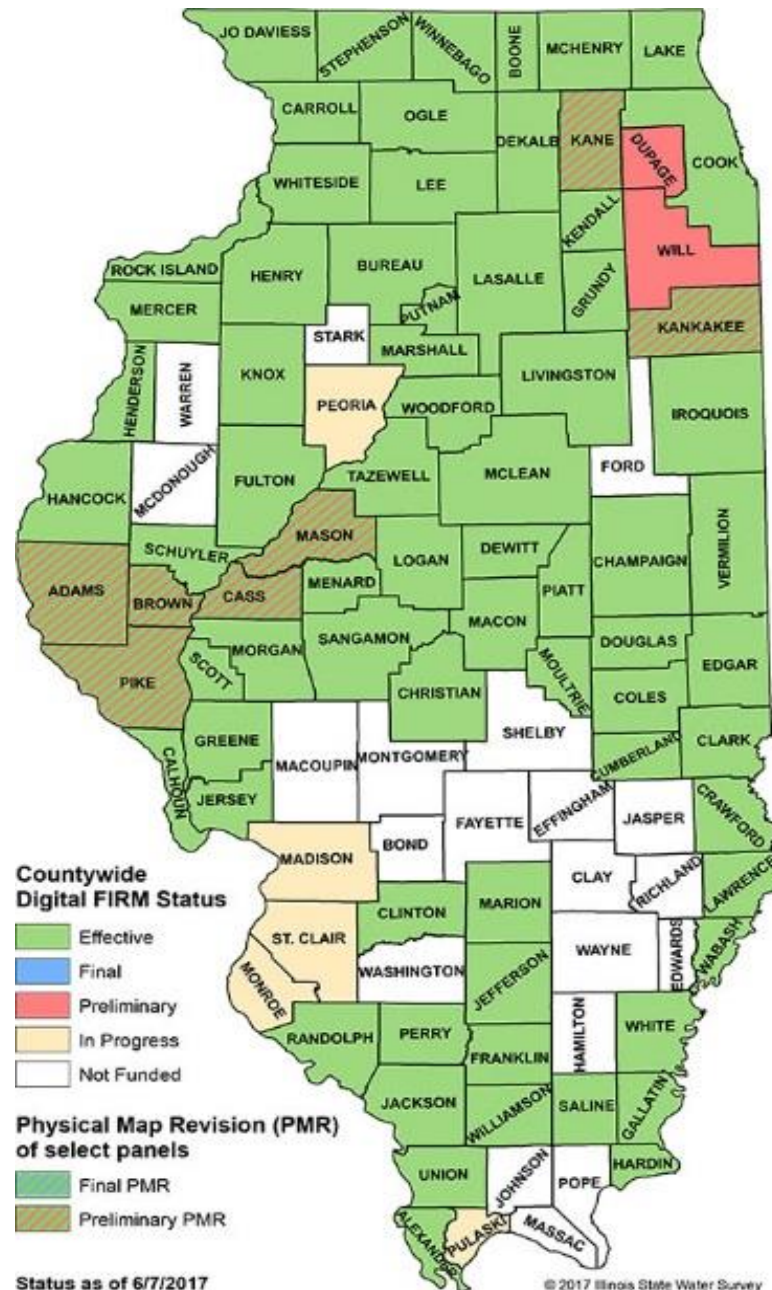 JO DAVIESS
STEPHENSON
WINNEBAGO
BOONE
MCHENRY
LAKE
CARROLL
OGLE
DEKALB
KANE
DUPAGE
COOK
WHITESIDE
LEE
KENDALL
WILL
ROCK ISLAND
HENRY
BUREAU
LASALLE
GRUNDY
MERCER
PUTNAM
KANKAKEE
STARK
MARSHALL
HENDERSON
WARREN
KNOX
PEORIA
WOODFORD
LIVINGSTON
IROQUOIS
HANCOCK
MCDONOUGH
FULTON
TAZEWELL
MCLEAN
FORD
MASON
SCHUYLER
LOGAN
DEWITT
CHAMPAIGN
VERMILION
ADAMS
BROWN
CASS
MENARD
PIATT
MACON
PIKE
SCOTT
MORGAN
SANGAMON
DOUGLAS
EDGAR
CHRISTIAN
MOULTRIE
COLES
GREENE
MACOUPIN
MONTGOMERY
SHELBY
CUMBERLAND
CLARK
CALHOUN
JERSEY
FAYETTE
EFFINGHAM
JASPER
CRAWFORD
MADISON
BOND
CLAY
RICHLAND
LAWRENCE
CLINTON
MARION
ST. CLAIR
WAYNE
EDWARDS
WABASH
MONROE
WASHINGTON
JEFFERSON
RANDOLPH
PERRY
HAMILTON
WHITE
FRANKLIN
JACKSON
WILLIAMSON
SALINE
GALLATIN
UNION
JOHNSON
POPE
HARDIN
ALEXANDER
PULASKI
MASSAC
Countywide
Digital FIRM Status
Effective
Final
Preliminary
In Progress
Not Funded
Physical Map Revision (PMR)
of select panels
Final PMR
Preliminary PMR
Status as of 6/7/2017
© 2017 Illinois State Water Survey